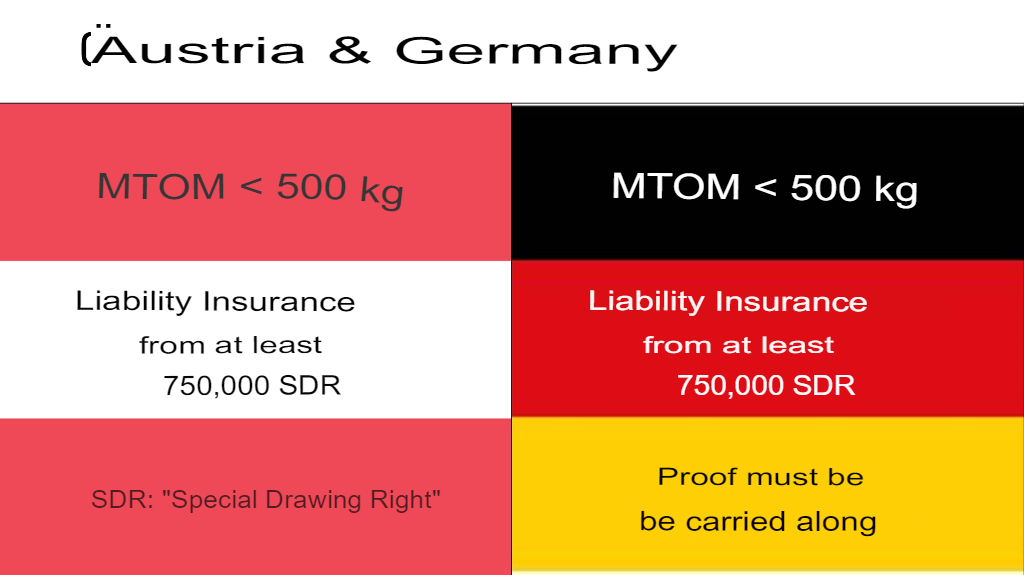 (Äustria & Germany
MTOM < 500 kg
Liability Insurance
from at least
750,000 SDR
SDR: "Special Drawing Right"
MTOM < 500 kg
Liability Insurance
from at least
750,000 SDR
Proof must be
be carried along